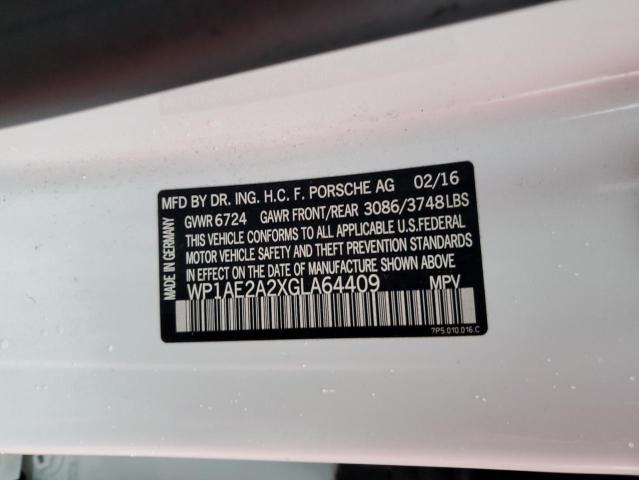 MFD BY DR. ING. H.C. F. PORSCHE AG 02/16
GVWR 6724 GAWR FRONT/REAR 3086/3748LBS
THIS VEHICLE CONFORMS TO ALL APPLICABLE U.S. FEDERAL
MOTOR VEHICLE SAFETY AND THEFT PREVENTION STANDARDS
IN EFFECT ON THE DATE OF MANUFACTURE SHOWN ABOVE
WP1AE2A2XGLA64409 MPV
7P5.010.016 C
MADE IN GERMANY